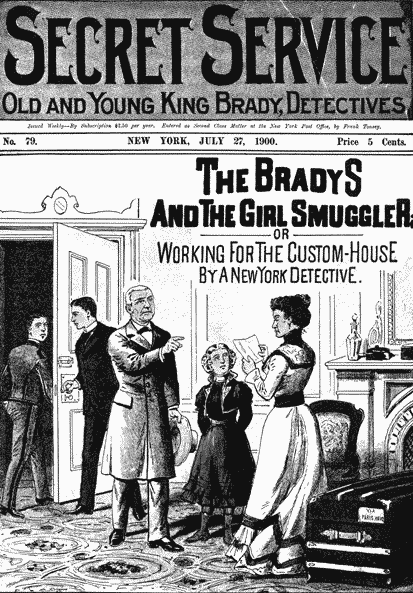 SECRET SERVICE
OLD AND YOUNG KING BRADY, DETECTIVES
Issued Weekly—By Subscription $2.50 per year. Entered as Second Class Matter at the New York Post Office, by Frank Tousey.
No. 79. NEW YORK, JULY 27, 1900. Price 5 Cents.
THE BRADYS
AND THE GIRL SMUGGLER,
OR
WORKING FOR THE CUSTOM-HOUSE
BY A NEW YORK DETECTIVE.
VIA